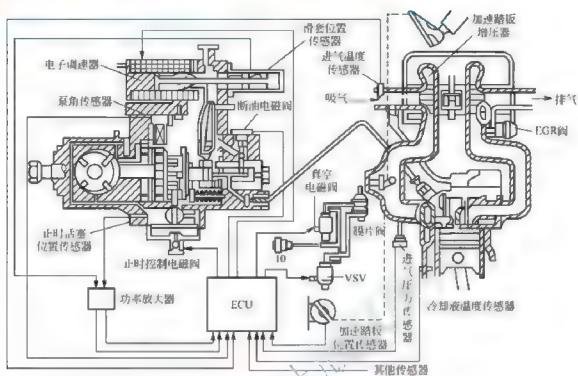 滑套位置
传感器
加速踏板
增压器
电子调速器
进气温度
传感器
泵角传感器
断油电磁阀
吸气
排气
EGR阀
真空
电磁阀
膜片阀
正时活塞
位置传感器
正时控制电磁阀
10
VSV
功率放大器
ECU
加速踏板
位置传感器
进气压力传感器
冷却液温度传感器
其他传感器